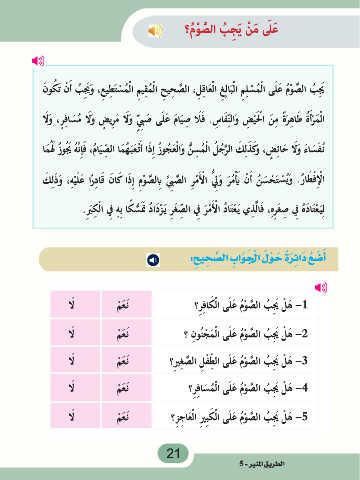 عَلَى مَنْ يَجِبُ الصَّوْمُ؟
يَجِبُ الصَّوْمُ عَلَى الْمُسْلِمِ الْبَالِغِ الْعَاقِلِ، الصَّحِيحِ الْمُقِيمِ الْمُسْتَطِيعِ، وَيَجِبُ أَنْ تَكُونَ
الْمَرْأَةُ طَاهِرَةً مِنَ الْحَيْضِ وَالنِّفَاسِ. فَلَا صِيَامَ عَلَى صَبِيٍّ وَلَا مَرِيضٍ وَلَا مُسَافِرٍ، وَلَا
نُفَسَاءَ وَلَا حَائِضٍ، وَكَذَلِكَ الرَّجُلُ الْمُسِنُّ وَالْعَجُوزُ إِذَا أَتْعَبَهُمَا الصِّيَامُ، فَإِنَّهُ يَجُوزُ لَهُمَا
الْإِفْطَارُ. وَيُسْتَحْسَنُ أَنْ يَأْمُرَ وَلِيُّ الْأَمْرِ الصَّبِيَّ بِالصَّوْمِ إِذَا كَانَ قَادِرًا عَلَيْهِ، وَذَلِكَ
لِيَعْتَادَهُ فِي صِغَرِهِ، فَالَّذِي يَعْتَادُ الْأَمْرَ فِي الصِّغَرِ يَزْدَادُ تَمَسُّكًا بِهِ فِي الْكِبَرِ.
أَضَعُ دَائِرَةً حَوْلَ الْجَوَابِ الصَّحِيحِ:
1- هَلْ يَجِبُ الصَّوْمُ عَلَى الْكَافِرِ؟ نَعَمْ لَا
2- هَلْ يَجِبُ الصَّوْمُ عَلَى الْمَجْنُونِ ؟ نَعَمْ لَا
3- هَلْ يَجِبُ الصَّوْمُ عَلَى الطِّفْلِ الصَّغِيرِ؟ نَعَمْ لَا
4- هَلْ يَجِبُ الصَّوْمُ عَلَى الْمُسَافِرِ؟ نَعَمْ لَا
5- هَلْ يَجِبُ الصَّوْمُ عَلَى الْكَبِيرِ الْعَاجِزِ؟ نَعَمْ لَا
21
الطريق المنير - 5